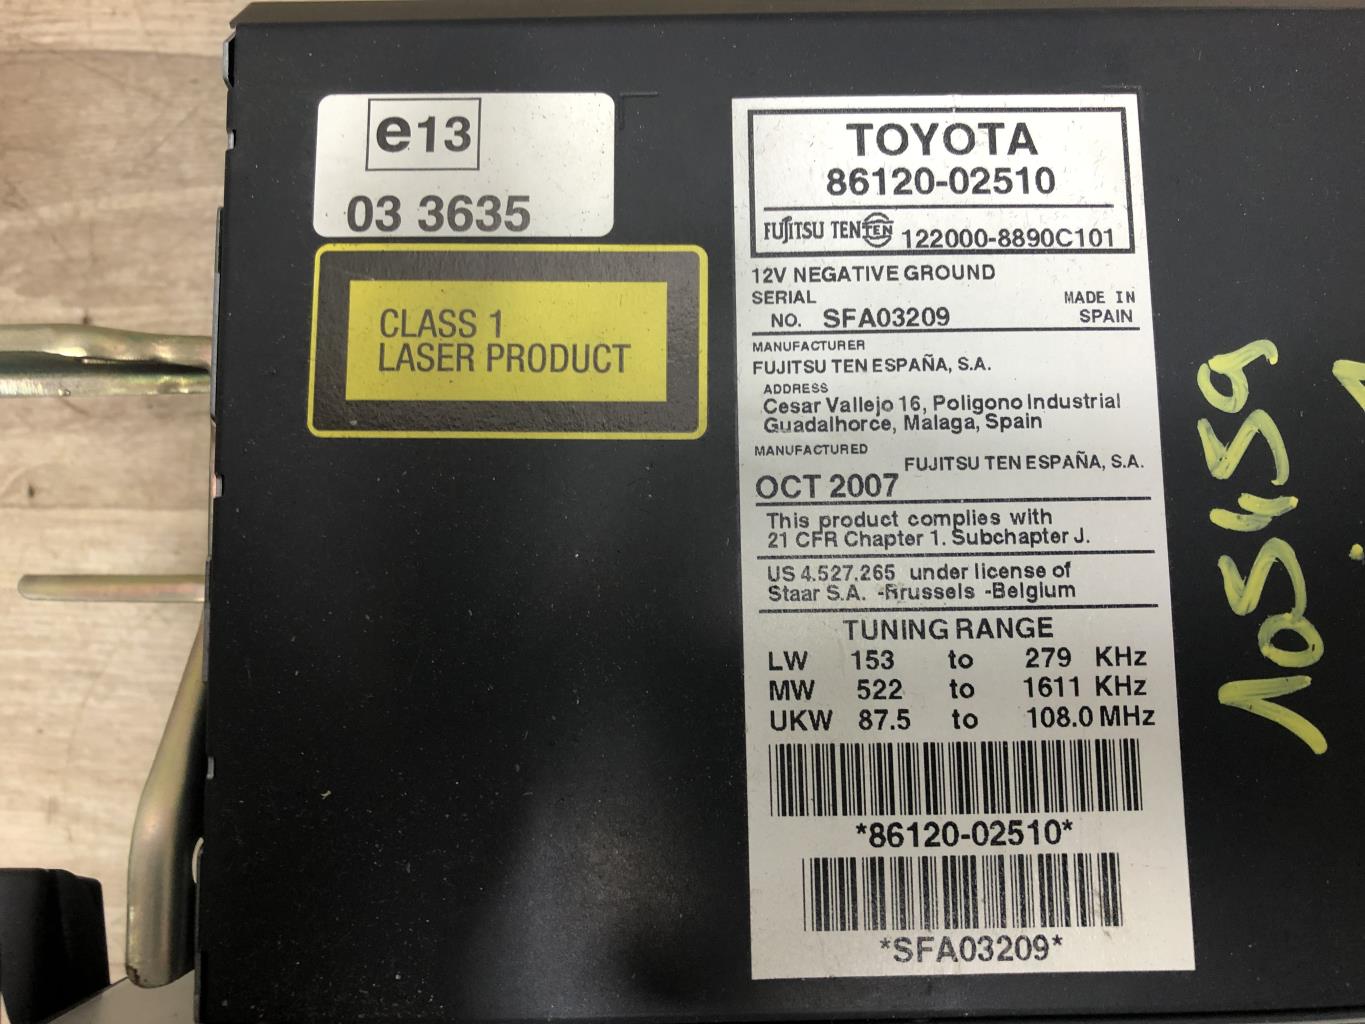 e13
03 3635
CLASS 1
LASER PRODUCT
TOYOTA
86120-02510
FUJITSU TEN TEN 122000-8890C101
12V NEGATIVE GROUND
SERIAL
NO. SFA03209
MADE IN
SPAIN
MANUFACTURER
FUJITSU TEN ESPAÑA, S.A.
ADDRESS
Cesar Vallejo 16, Poligono Industrial
Guadalhorce, Malaga, Spain
MANUFACTURED
FUJITSU TEN ESPAÑA, S.A.
OCT 2007
This product complies with
21 CFR Chapter 1. Subchapter J.
US 4.527.265 under license of
Staar S.A. -Brussels -Belgium
TUNING RANGE
LW 153 to 279 KHz
MW 522 to 1611 KHz
UKW 87.5 to 108.0 MHz
*86120-02510*
*SFA03209*
105459